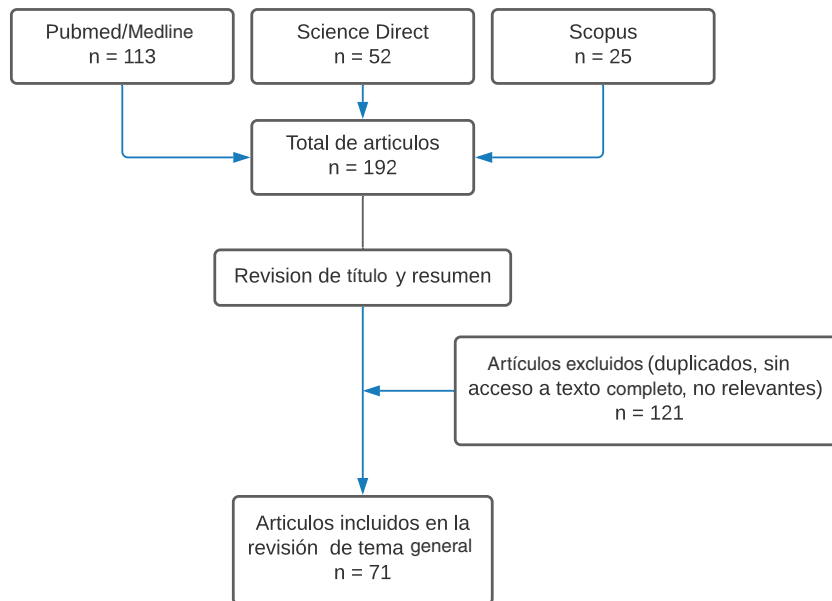 Pubmed/Medline
n = 113
Science Direct
n = 52
Scopus
n = 25
Total de articulos
n = 192
Revision de título y resumen
Artículos excluidos (duplicados, sin
acceso a texto completo, no relevantes)
n = 121
Articulos incluidos en la
revisión de tema general
n = 71